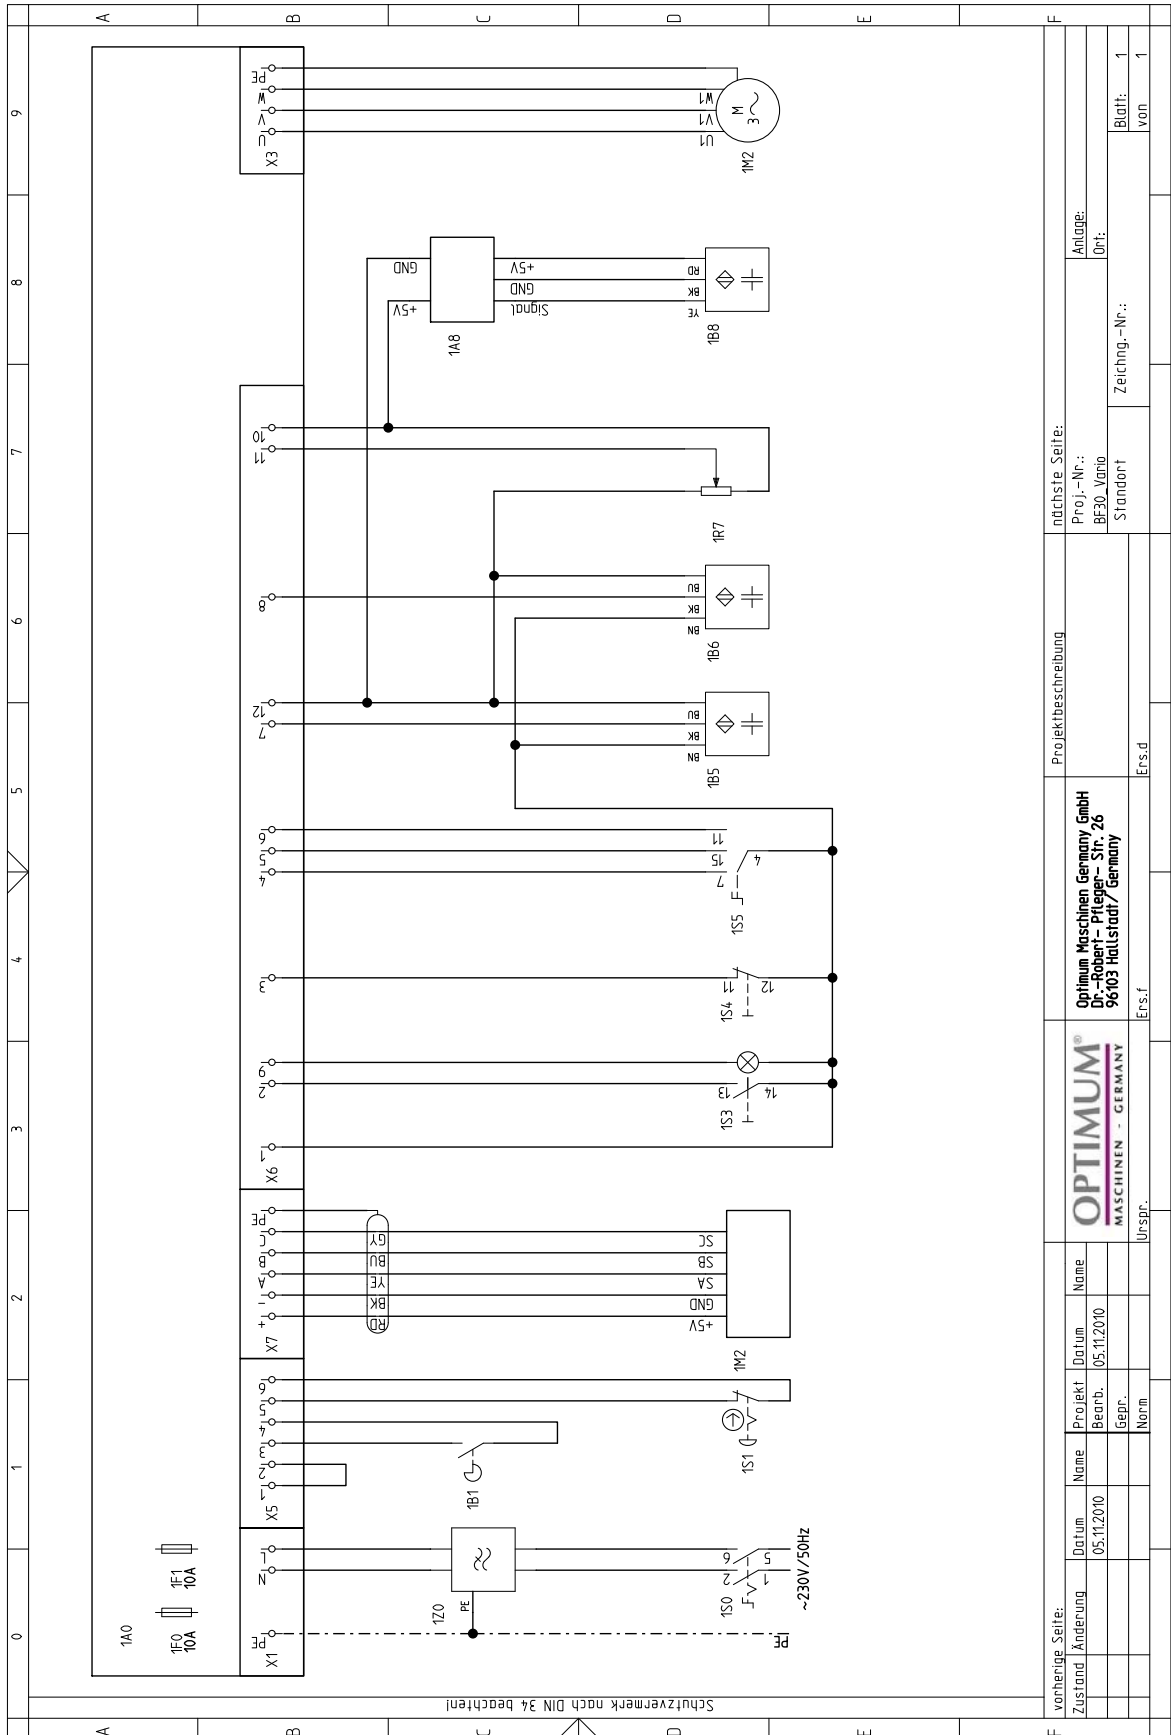 0 1 2 3 4 5 6 7 8 9
A
B
C
D
E
F
A
B
C
D
E
F
Schutzvermerk nach DIN 34 beachten!
1A0
1F0
10A
1F1
10A
X1
PE N L
X5
1 2 3 4 5 6
X7
+ - A B C PE
X6
1 2 9 3 4 5 6 7 12 8 11 10
X3
U V W PE
RD BK YE BU GY
1Z0
PE
1B1
1A8
+5V GND
Signal GND +5V
PE
1S0
2 6
1 5
~230V/50Hz
1S1
1M2
+5V GND SA SB SC
1S3
13
14
1S4
11
12
1S5
7 15 11
4
1B5
BN BK BU
1B6
BN BK BU
1R7
1B8
YE BK RD
1M2
U1 V1 W1
M
3
vorherige Seite:
Zustand Änderung Datum Name
05.11.2010
Projekt Datum Name
Bearb. 05.11.2010
Gepr.
Norm
OPTIMUM®
MASCHINEN - GERMANY
Urspr.
Optimum Maschinen Germany GmbH
Dr.-Robert- Pfleger- Str. 26
96103 Hallstadt/ Germany
Ers.f
Ers.d
Projektbeschreibung
nächste Seite:
Proj.-Nr.:
BF30_Vario
Standort
Anlage:
Ort:
Zeichng.-Nr.:
Blatt: 1
von 1